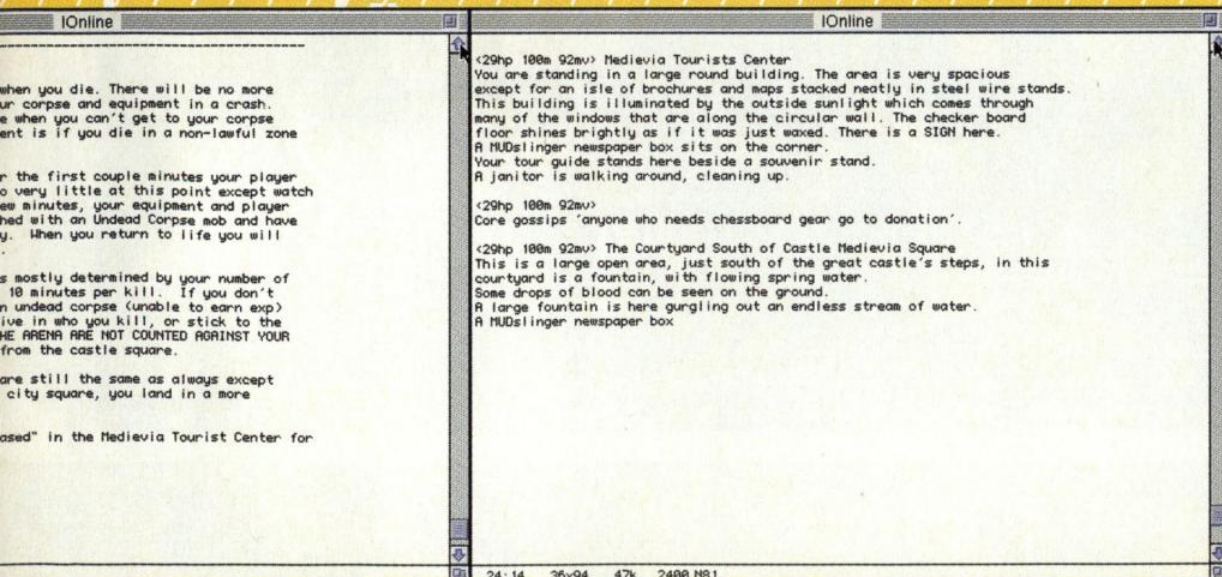 IOnline
when you die. There will be no more
ur corpse and equipment in a crash.
e when you can't get to your corpse
ent is if you die in a non-lawful zone
r the first couple minutes your player
o very little at this point except watch
ew minutes, your equipment and player
hed with an Undead Corpse mob and have
y. When you return to life you will
.
s mostly determined by your number of
10 minutes per kill. If you don't
n undead corpse (unable to earn exp)
ive in who you kill, or stick to the
HE ARENA ARE NOT COUNTED AGAINST YOUR
from the castle square.
are still the same as always except
city square, you land in a more
ased" in the Medievia Tourist Center for
IOnline
<29hp 100m 92mv> Medievia Tourists Center
You are standing in a large round building. The area is very spacious
except for an isle of brochures and maps stacked neatly in steel wire stands.
This building is illuminated by the outside sunlight which comes through
many of the windows that are along the circular wall. The checker board
floor shines brightly as if it was just waxed. There is a SIGN here.
A MUDslinger newspaper box sits on the corner.
Your tour guide stands here beside a souvenir stand.
A janitor is walking around, cleaning up.
<29hp 100m 92mv>
Core gossips 'anyone who needs chessboard gear go to donation'.
<29hp 100m 92mv> The Courtyard South of Castle Medievia Square
This is a large open area, just south of the great castle's steps, in this
courtyard is a fountain, with flowing spring water.
Some drops of blood can be seen on the ground.
A large fountain is here gurgling out an endless stream of water.
A MUDslinger newspaper box
24:14 36x94 47k 2400 N81